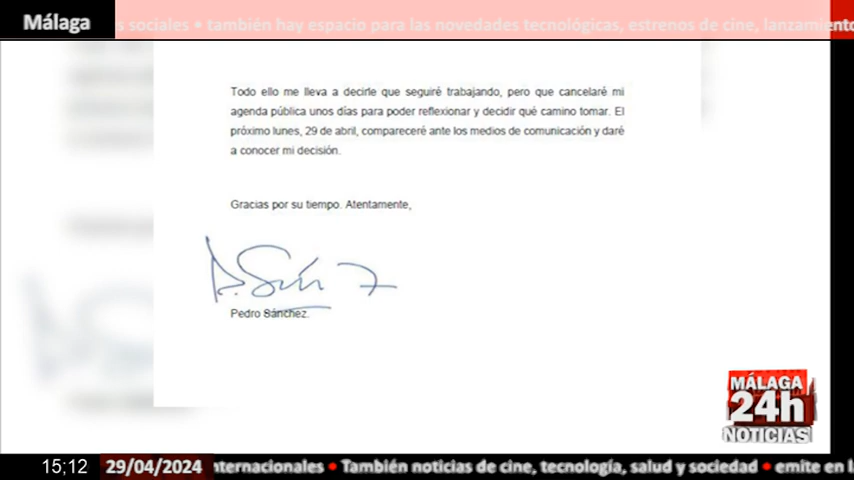 Málaga
sociales • también hay espacio para las novedades tecnológicas, estrenos de cine, lanzamiento
Todo ello me lleva a decirle que seguiré trabajando, pero que cancelaré mi
agenda pública unos días para poder reflexionar y decidir qué camino tomar. El
próximo lunes, 29 de abril, compareceré ante los medios de comunicación y daré
a conocer mi decisión.
Gracias por su tiempo. Atentamente,
Pedro Sánchez.
MÁLAGA
24h
NOTICIAS
15:12
29/04/2024
nternacionales • También noticias de cine, tecnología, salud y sociedad • emite en